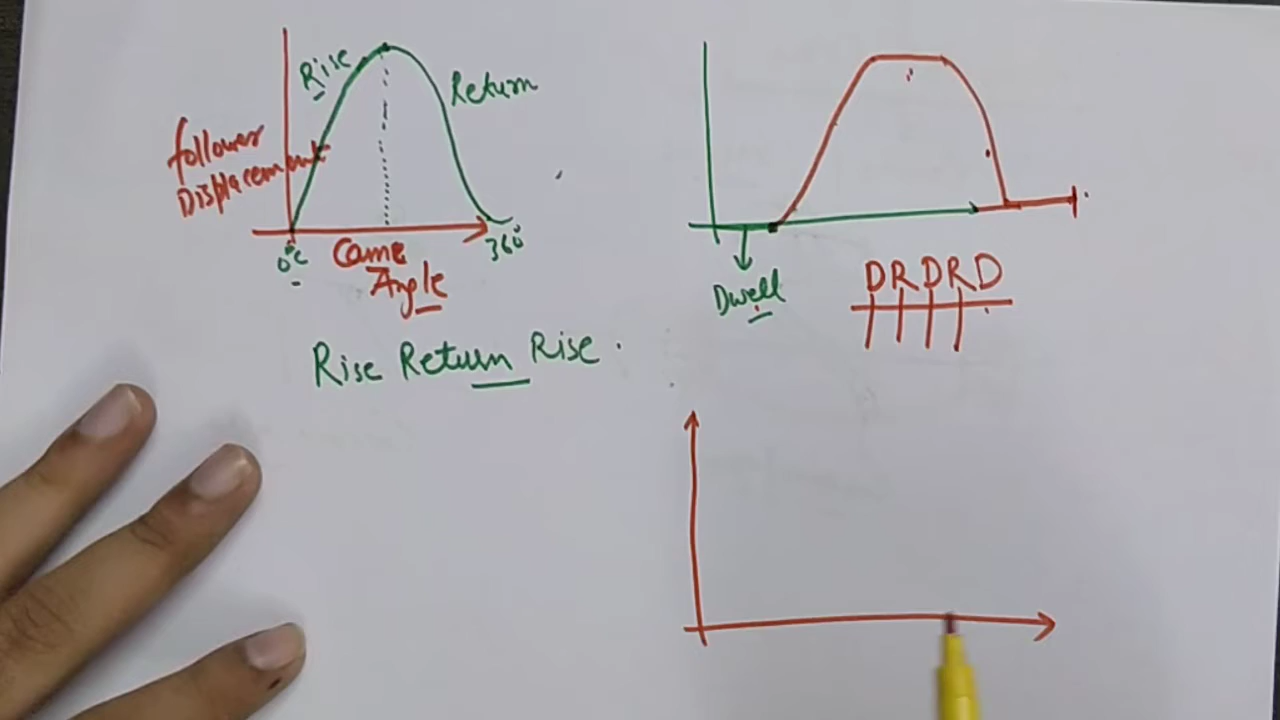 Rise
Return
follower
Displacement
0°c
Came
Angle
360°
Rise Return Rise.
Dwell
DRDRD